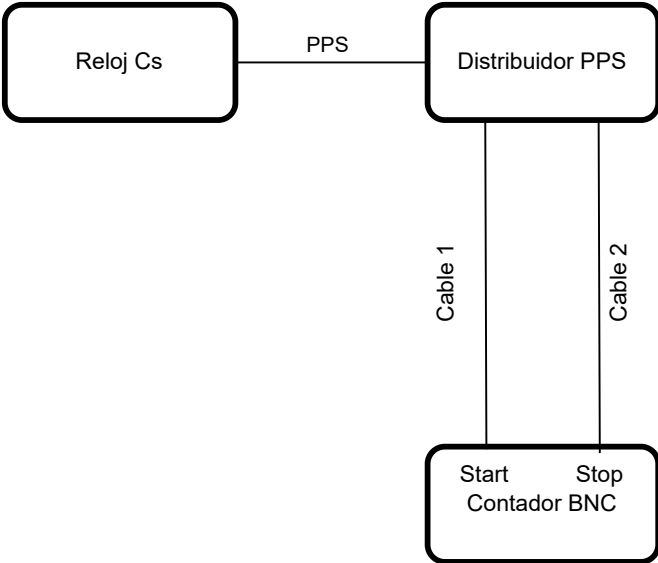 Reloj Cs
PPS
Distribuidor PPS
Cable 1
Cable 2
Start Stop
Contador BNC